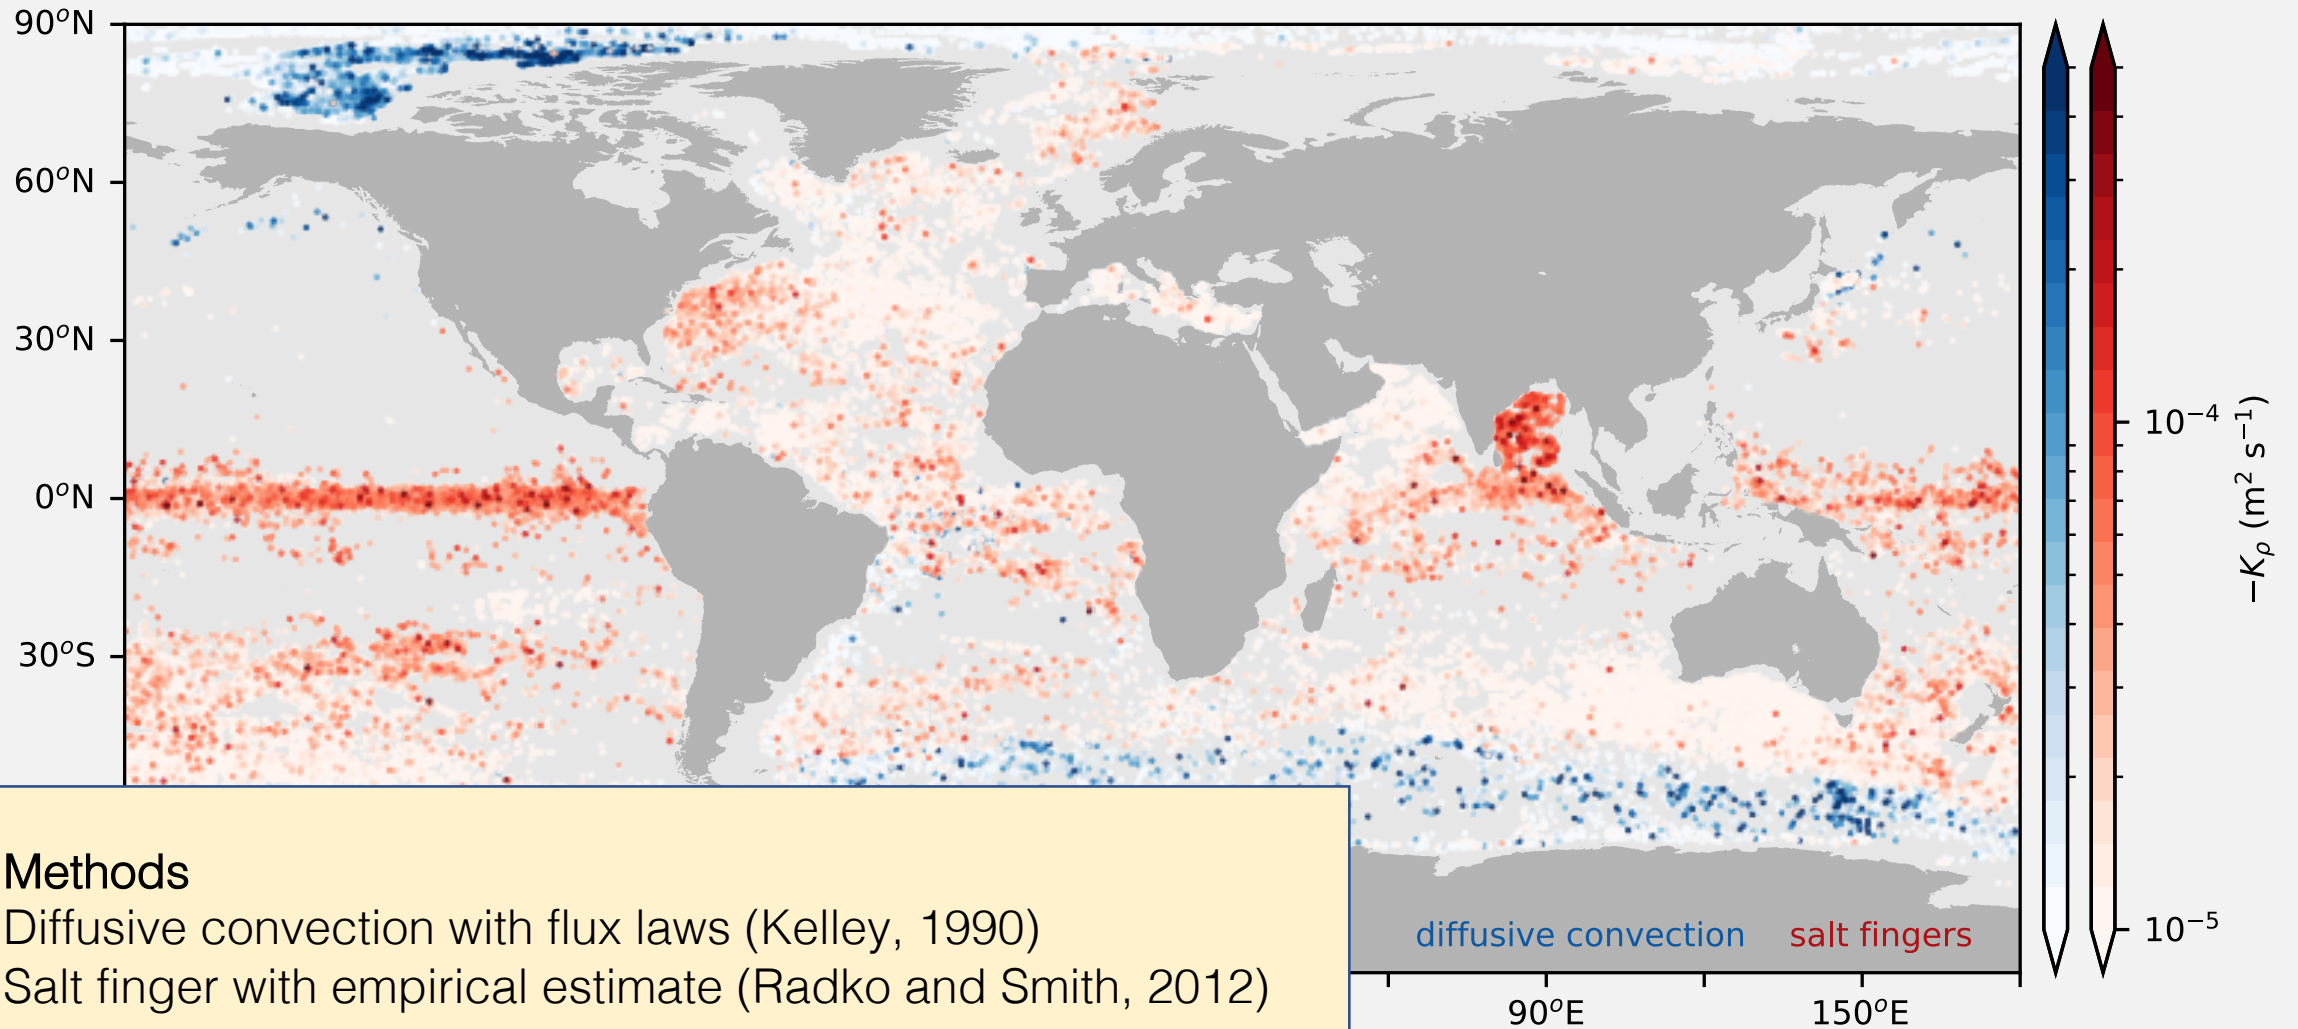 90°N
60°N
30°N
0°N
30°S
Methods
Diffusive convection with flux laws (Kelley, 1990)
Salt finger with empirical estimate (Radko and Smith, 2012)
diffusive convection salt fingers
90°E 150°E
10⁻⁴
10⁻⁵
−Kρ (m² s⁻¹)